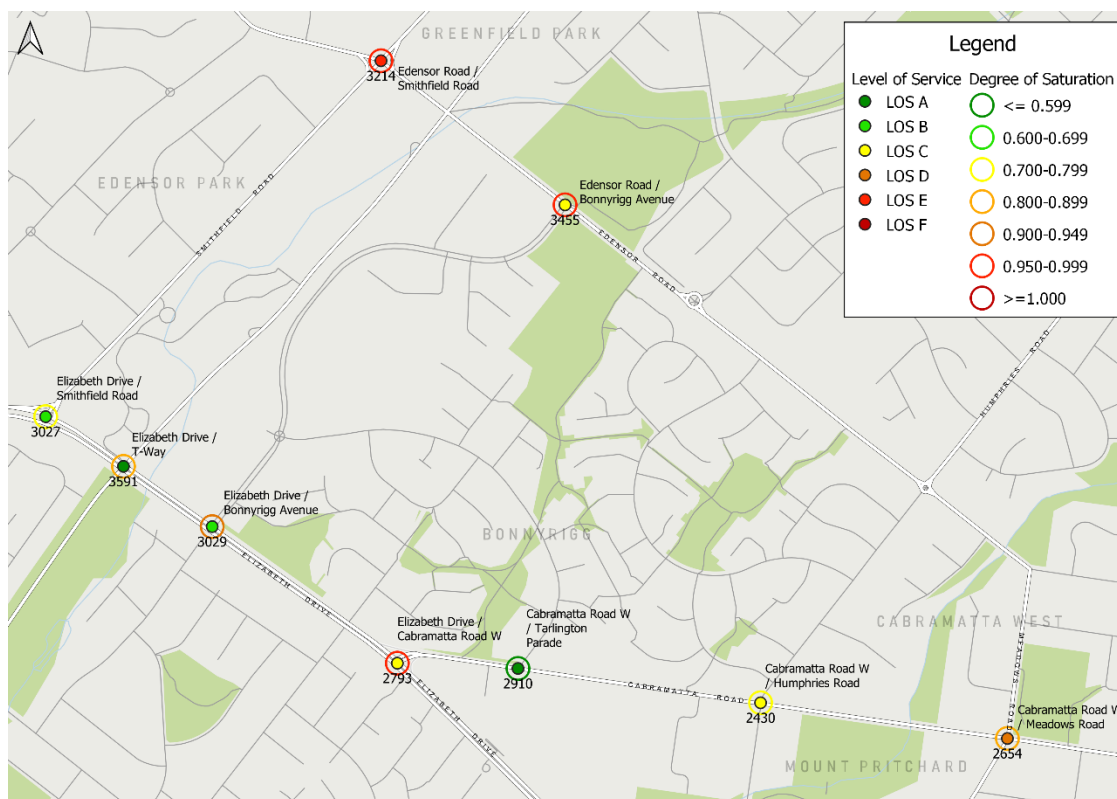 GREENFIELD PARK
3214
Edensor Road /
Smithfield Road
EDENSOR PARK
SMITHFIELD ROAD
Edensor Road /
Bonnyrigg Avenue
3455
EDENSOR ROAD
HUMPHRIES ROAD
Legend
Level of Service
LOS A
LOS B
LOS C
LOS D
LOS E
LOS F
Degree of Saturation
<= 0.599
0.600-0.699
0.700-0.799
0.800-0.899
0.900-0.949
0.950-0.999
>=1.000
Elizabeth Drive /
Smithfield Road
3027
Elizabeth Drive /
T-Way
3591
Elizabeth Drive /
Bonnyrigg Avenue
3029
ELIZABETH DRIVE
BONNYRIGG
Elizabeth Drive /
Cabramatta Road W
2793
ELIZABETH DRIVE
Cabramatta Road W
/ Tarlington
Parade
2910
CABRAMATTA ROAD
Cabramatta Road W
/ Humphries Road
2430
CABRAMATTA WEST
MEADOWS ROAD
Cabramatta Road W
/ Meadows Road
2654
MOUNT PRITCHARD
6